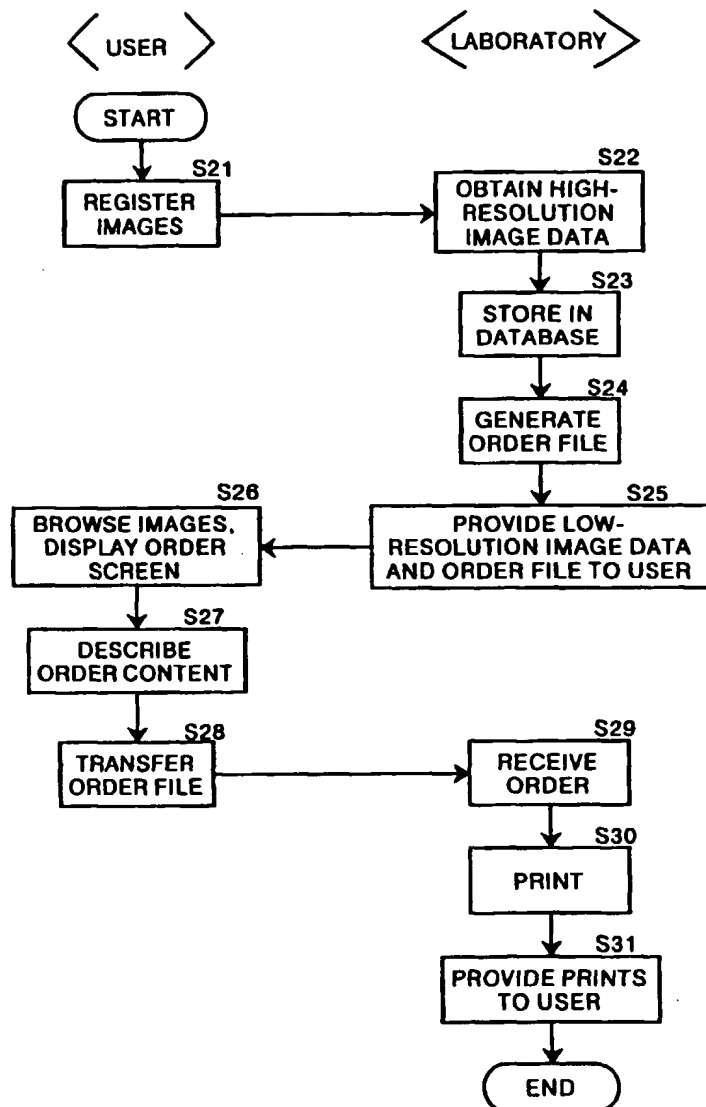 USER
LABORATORY
START
S21
REGISTER
IMAGES
S22
OBTAIN HIGH-
RESOLUTION
IMAGE DATA
S23
STORE IN
DATABASE
S24
GENERATE
ORDER FILE
S25
PROVIDE LOW-
RESOLUTION IMAGE DATA
AND ORDER FILE TO USER
S26
BROWSE IMAGES,
DISPLAY ORDER
SCREEN
S27
DESCRIBE
ORDER CONTENT
S28
TRANSFER
ORDER FILE
S29
RECEIVE
ORDER
S30
PRINT
S31
PROVIDE PRINTS
TO USER
END